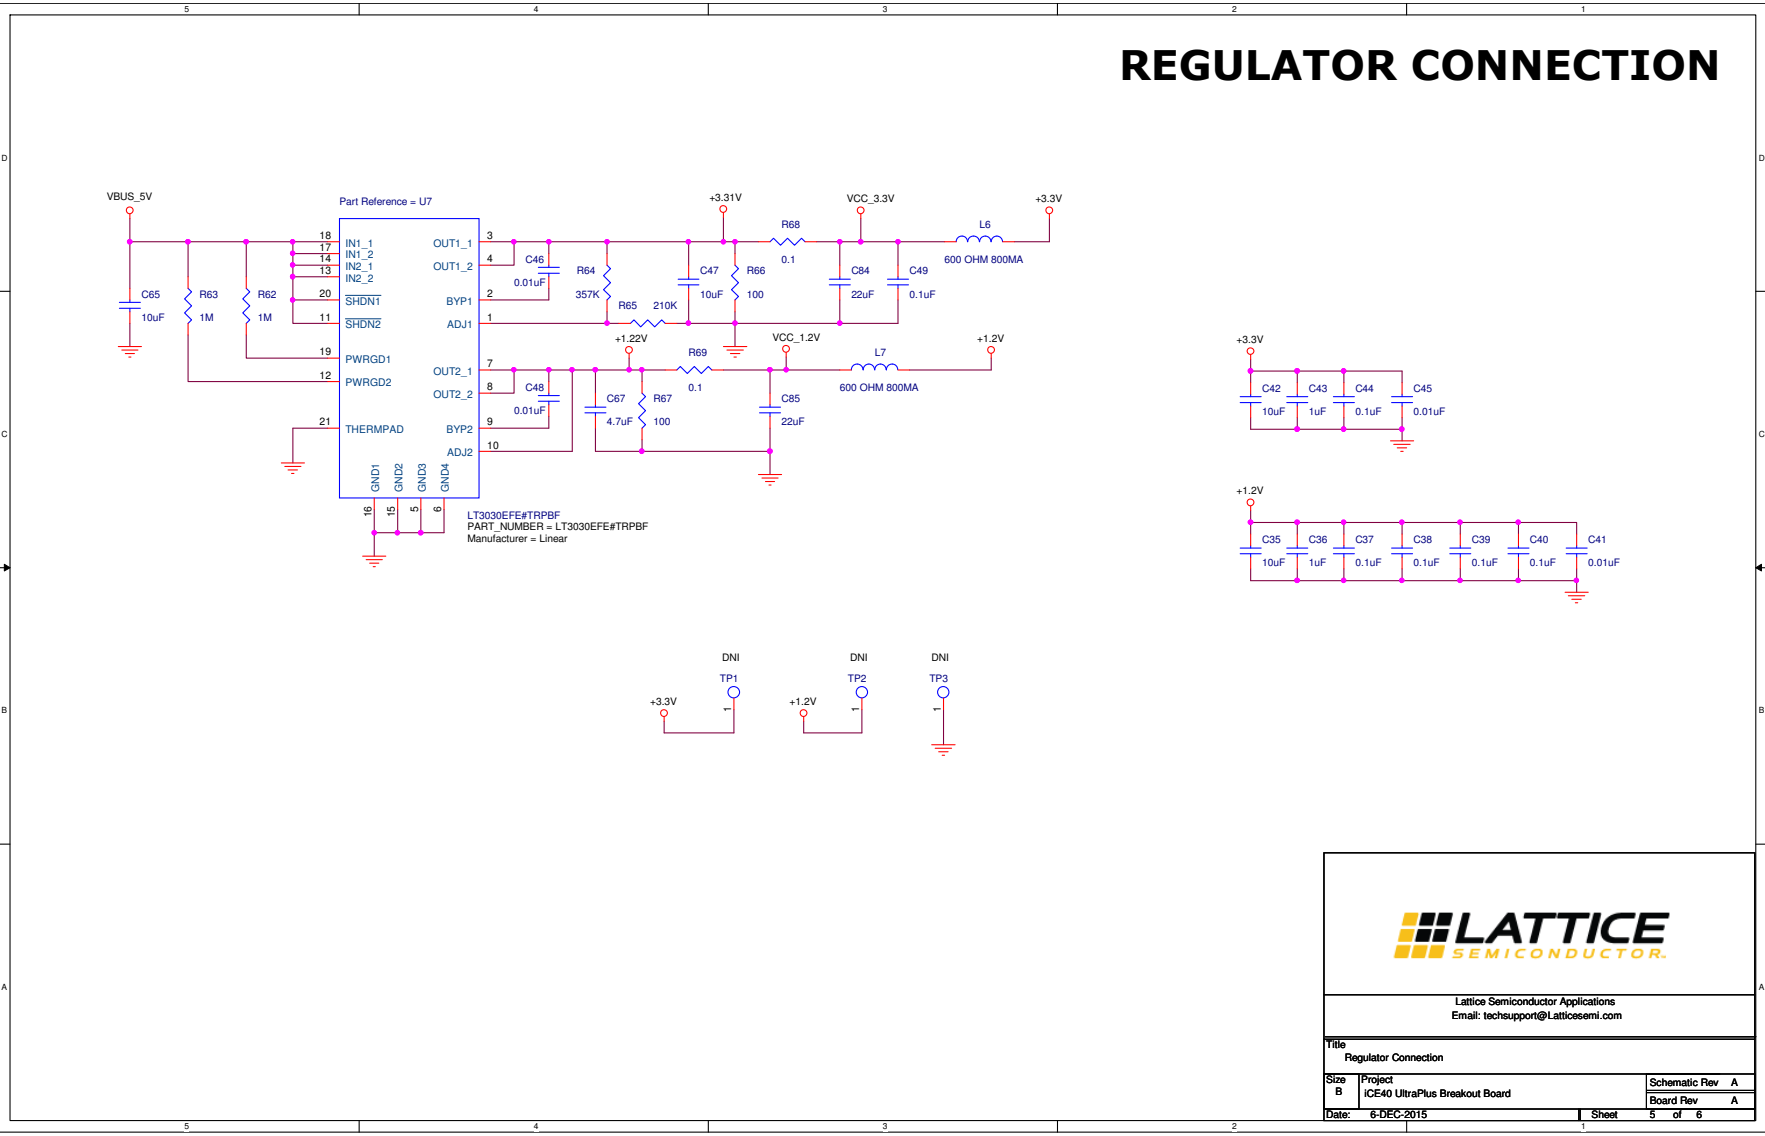 5 4 3 2 1
REGULATOR CONNECTION
D D
VBUS_5V
Part Reference = U7
+3.31V
VCC_3.3V
+3.3V
R68
0.1
L6
600 OHM 800MA
18 IN1_1
17 IN1_2
14 IN2_1
13 IN2_2
20 SHDN1
11 SHDN2
19 PWRGD1
12 PWRGD2
21 THERMPAD
OUT1_1 3
OUT1_2 4
BYP1 2
ADJ1 1
OUT2_1 7
OUT2_2 8
BYP2 9
ADJ2 10
GND1 16
GND2 15
GND3 5
GND4 6
C65
10uF
R63
1M
R62
1M
C46
0.01uF
R64
357K
R65 210K
C47
10uF
R66
100
C84
22uF
C49
0.1uF
+1.22V
R69
0.1
VCC_1.2V
L7
600 OHM 800MA
+1.2V
C48
0.01uF
C67
4.7uF
R67
100
C85
22uF
LT3030EFE#TRPBF
PART_NUMBER = LT3030EFE#TRPBF
Manufacturer = Linear
+3.3V
C42
10uF
C43
1uF
C44
0.1uF
C45
0.01uF
C C
+1.2V
C35
10uF
C36
1uF
C37
0.1uF
C38
0.1uF
C39
0.1uF
C40
0.1uF
C41
0.01uF
DNI
TP1
+3.3V
1
DNI
TP2
+1.2V
1
DNI
TP3
1
B B
A A
LATTICE
SEMICONDUCTOR.
Lattice Semiconductor Applications
Email: techsupport@Latticesemi.com
Title
Regulator Connection
Size
B
Project
iCE40 UltraPlus Breakout Board
Schematic Rev A
Board Rev A
Date: 6-DEC-2015
Sheet 5 of 6
5 4 3 2 1